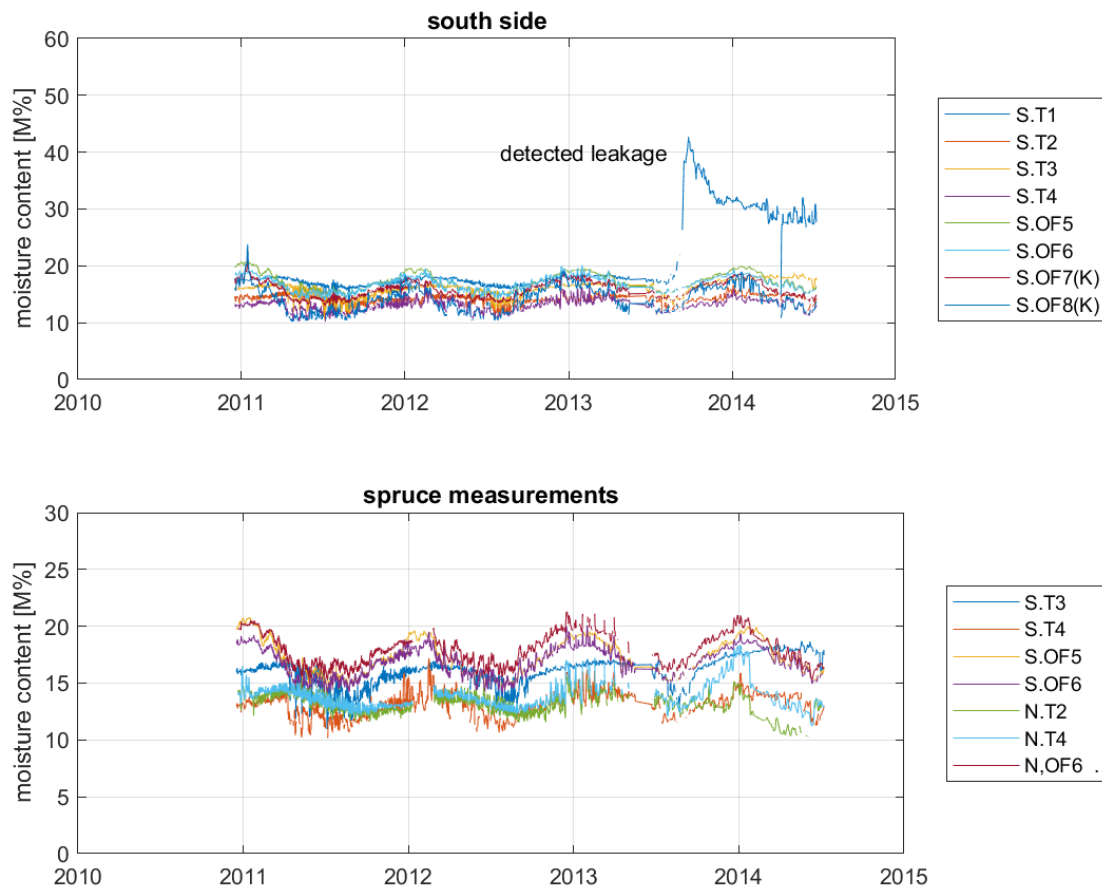 south side
moisture content [M%]
60
50
40
30
20
10
0
detected leakage
2010
2011
2012
2013
2014
2015
S.T1
S.T2
S.T3
S.T4
S.OF5
S.OF6
S.OF7(K)
S.OF8(K)
spruce measurements
moisture content [M%]
30
25
20
15
10
5
0
2010
2011
2012
2013
2014
2015
S.T3
S.T4
S.OF5
S.OF6
N.T2
N.T4
N,OF6 .